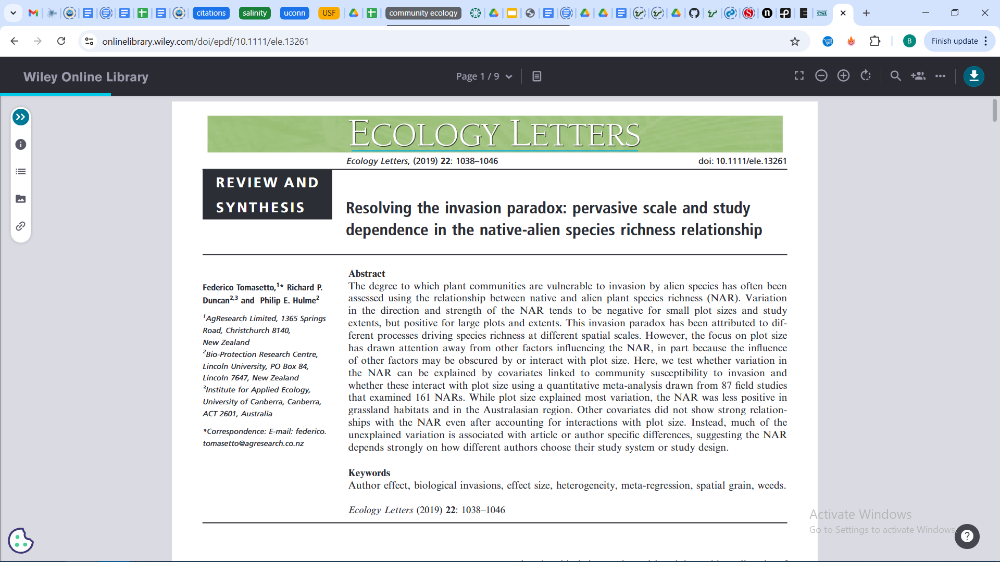 citations
salinity
uconn
USF
community ecology
esa
onlinelibrary.wiley.com/doi/epdf/10.1111/ele.13261
B
Finish update
Wiley Online Library
Page 1 / 9
ECOLOGY LETTERS
Ecology Letters, (2019) 22: 1038–1046
doi: 10.1111/ele.13261
REVIEW AND
SYNTHESIS
Resolving the invasion paradox: pervasive scale and study
dependence in the native-alien species richness relationship
Federico Tomasetto,1* Richard P.
Duncan2,3 and Philip E. Hulme2
1AgResearch Limited, 1365 Springs
Road, Christchurch 8140,
New Zealand
2Bio-Protection Research Centre,
Lincoln University, PO Box 84,
Lincoln 7647, New Zealand
3Institute for Applied Ecology,
University of Canberra, Canberra,
ACT 2601, Australia
*Correspondence: E-mail: federico.
tomasetto@agresearch.co.nz
Abstract
The degree to which plant communities are vulnerable to invasion by alien species has often been
assessed using the relationship between native and alien plant species richness (NAR). Variation
in the direction and strength of the NAR tends to be negative for small plot sizes and study
extents, but positive for large plots and extents. This invasion paradox has been attributed to dif-
ferent processes driving species richness at different spatial scales. However, the focus on plot size
has drawn attention away from other factors influencing the NAR, in part because the influence
of other factors may be obscured by or interact with plot size. Here, we test whether variation in
the NAR can be explained by covariates linked to community susceptibility to invasion and
whether these interact with plot size using a quantitative meta-analysis drawn from 87 field studies
that examined 161 NARs. While plot size explained most variation, the NAR was less positive in
grassland habitats and in the Australasian region. Other covariates did not show strong relation-
ships with the NAR even after accounting for interactions with plot size. Instead, much of the
unexplained variation is associated with article or author specific differences, suggesting the NAR
depends strongly on how different authors choose their study system or study design.
Keywords
Author effect, biological invasions, effect size, heterogeneity, meta-regression, spatial grain, weeds.
Ecology Letters (2019) 22: 1038–1046
Activate Windows
Go to Settings to activate Windows.